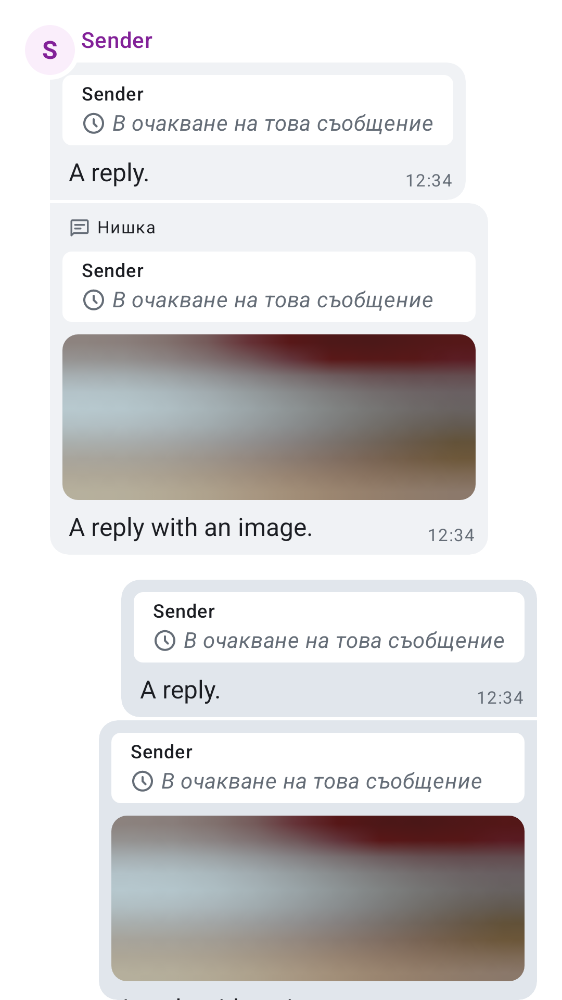 S
Sender
Sender
В очакване на това съобщение
A reply.
12:34
Нишка
Sender
В очакване на това съобщение
A reply with an image.
12:34
Sender
В очакване на това съобщение
A reply.
12:34
Sender
В очакване на това съобщение